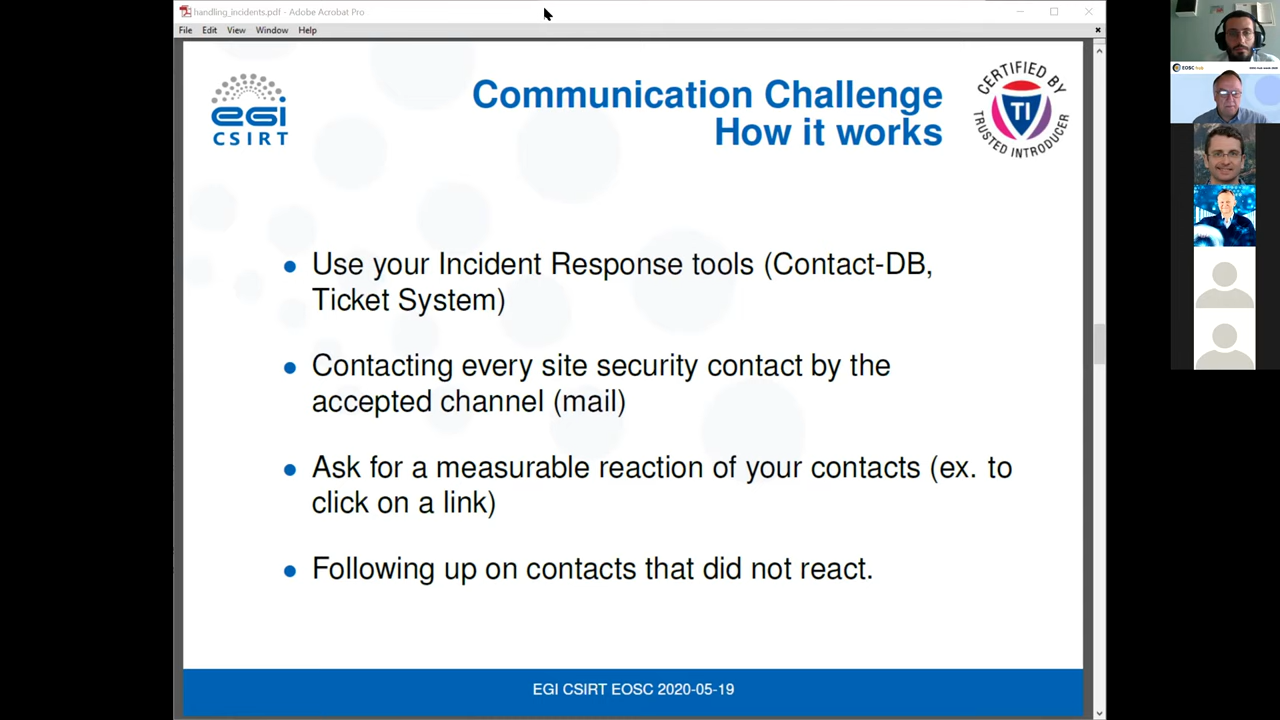 handling_incidents.pdf - Adobe Acrobat Pro
File Edit View Window Help
egi
CSIRT
Communication Challenge
How it works
CERTIFIED BY
TI
TRUSTED INTRODUCER
Use your Incident Response tools (Contact-DB,
Ticket System)
Contacting every site security contact by the
accepted channel (mail)
Ask for a measurable reaction of your contacts (ex. to
click on a link)
Following up on contacts that did not react.
EGI CSIRT EOSC 2020-05-19